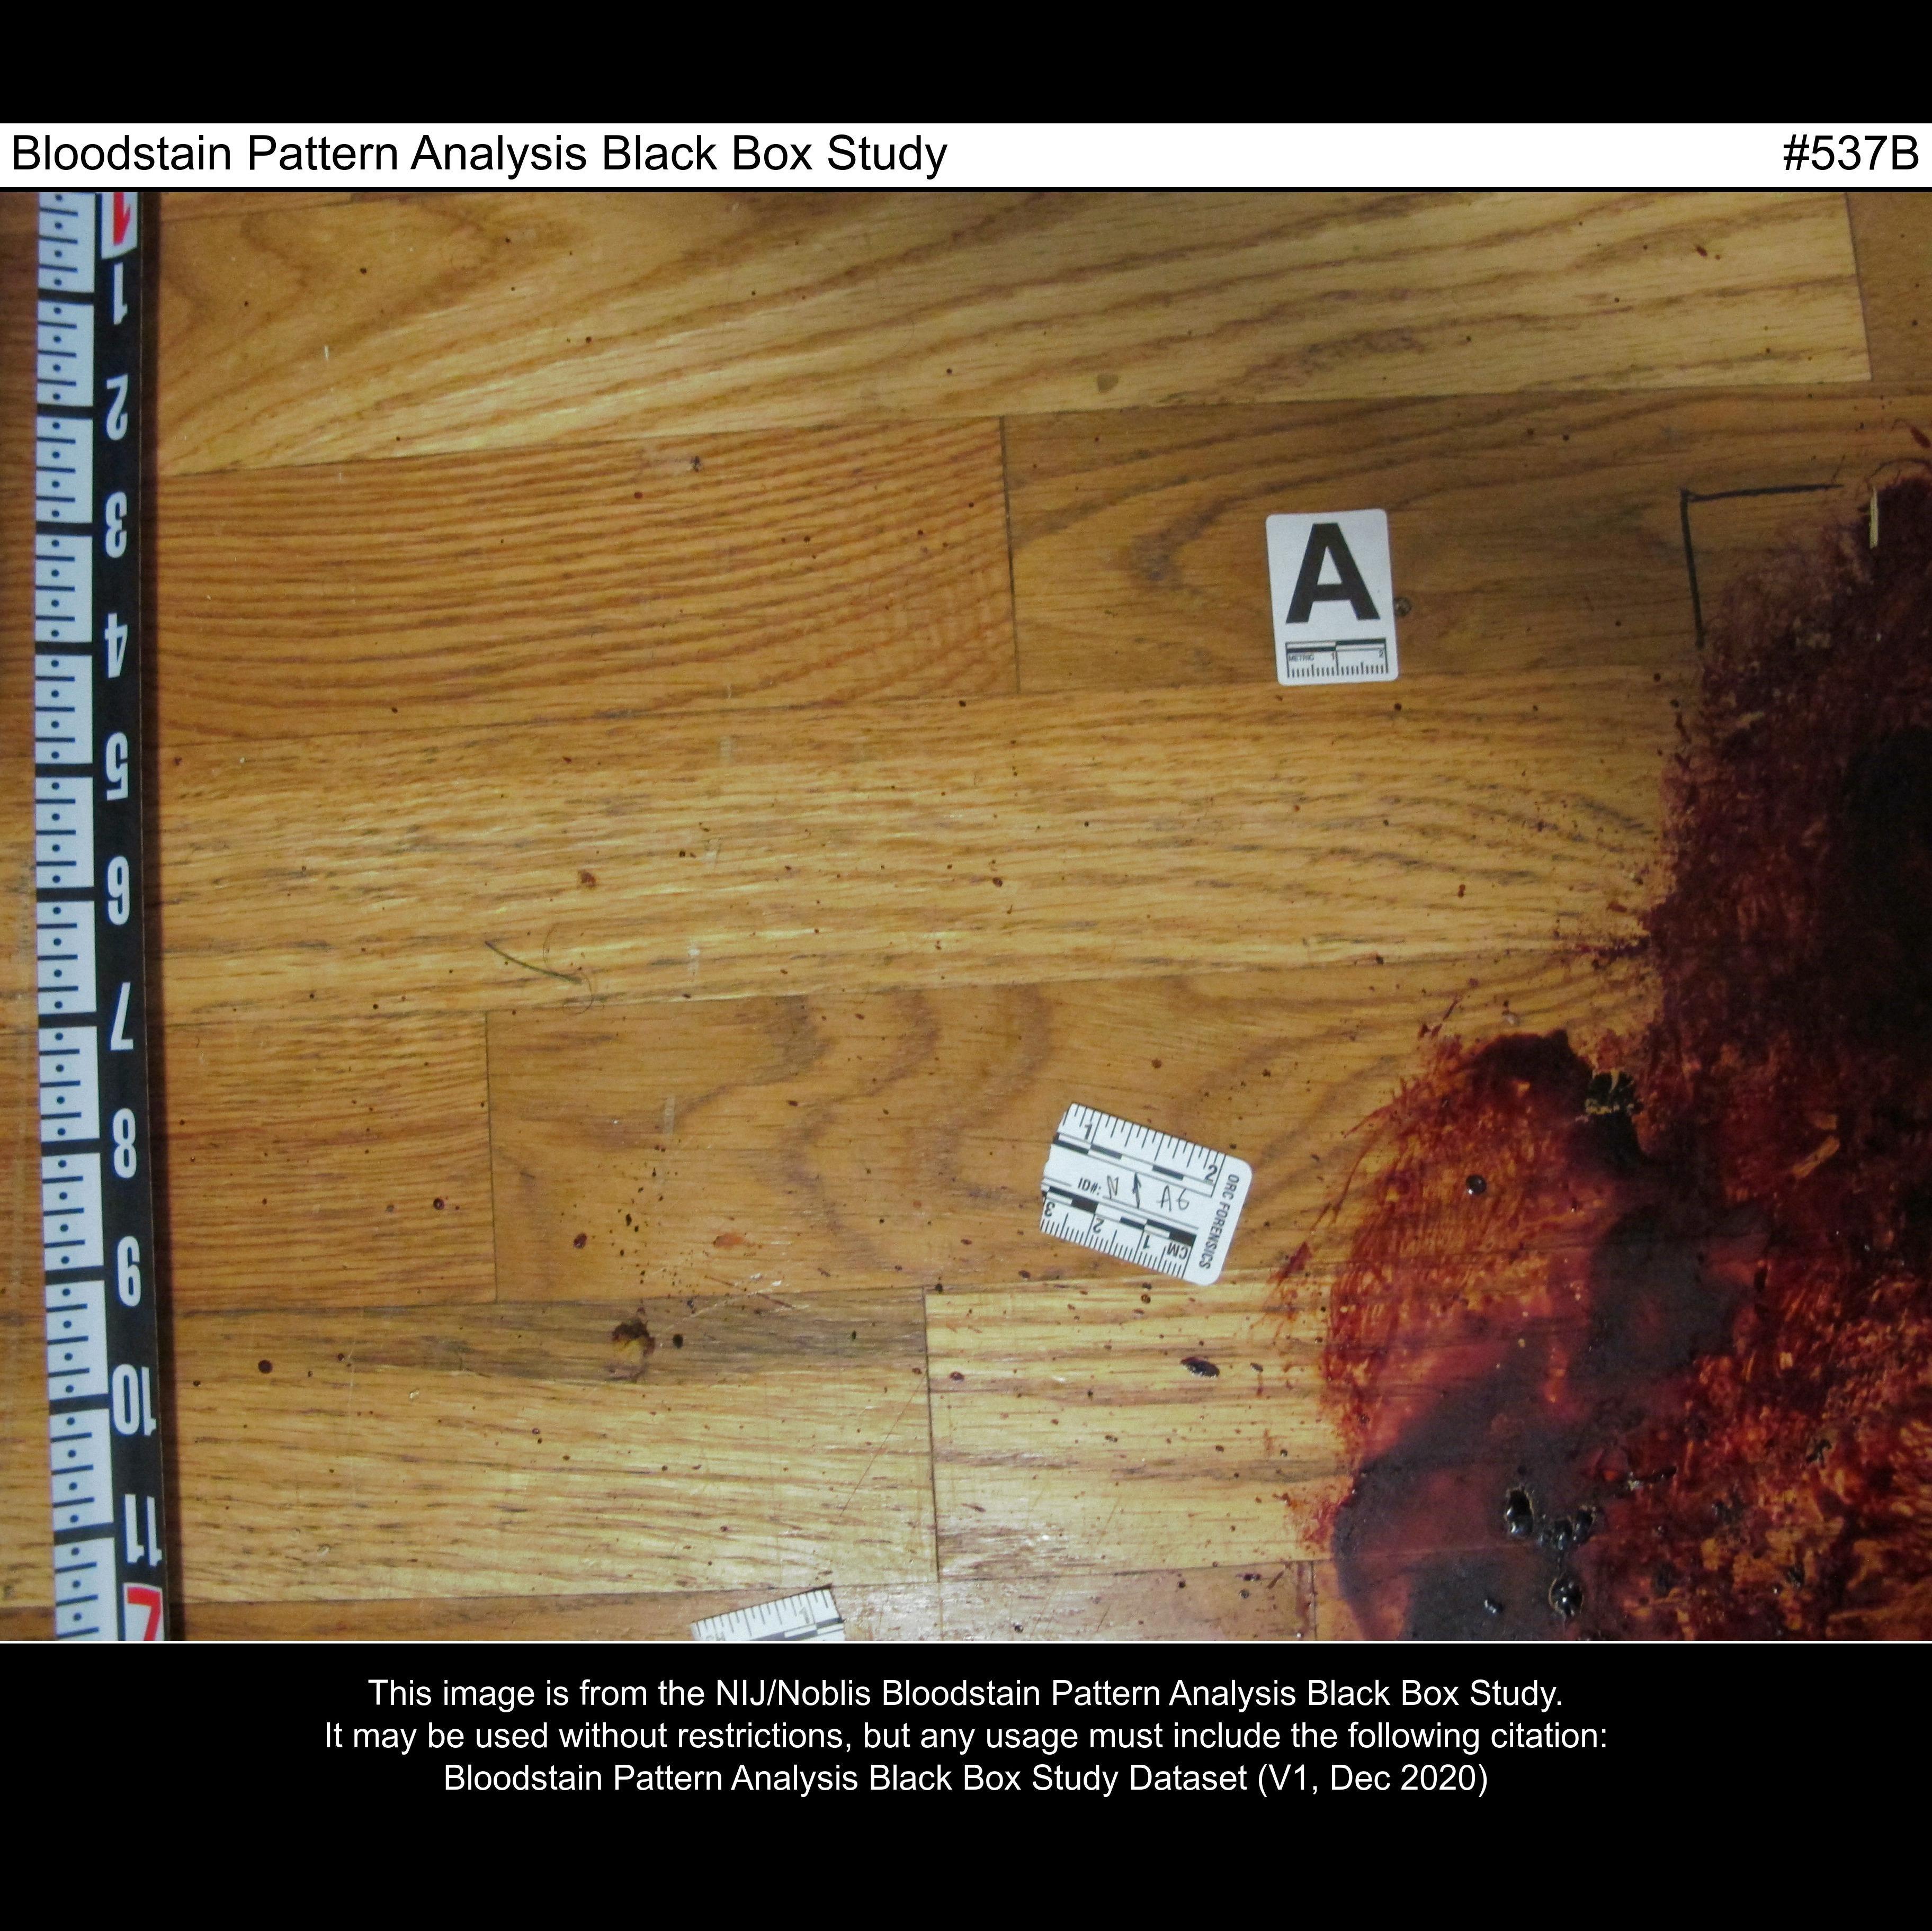 Bloodstain Pattern Analysis Black Box Study #537B
1
1
2
3
4
5
6
7
8
9
10
11
A
METRIC 1 2
1 2
ID#: N ↑ A6
3 2 1 CM
ORC FORENSICS
1
This image is from the NIJ/Noblis Bloodstain Pattern Analysis Black Box Study.
It may be used without restrictions, but any usage must include the following citation:
Bloodstain Pattern Analysis Black Box Study Dataset (V1, Dec 2020)